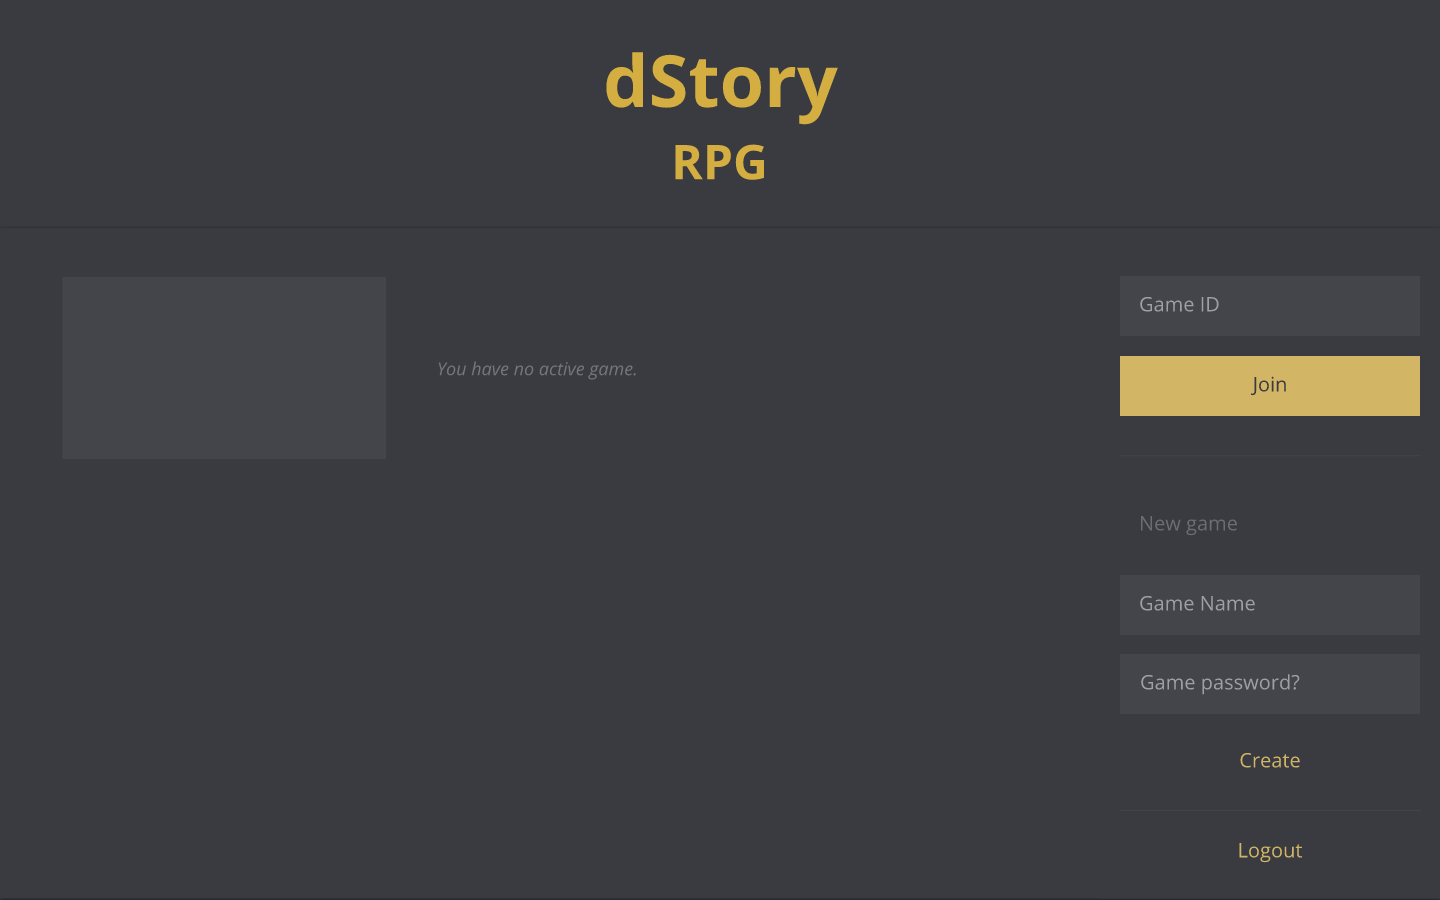 dStory
RPG
You have no active game.
Game ID
Join
New game
Game Name
Game password?
Create
Logout